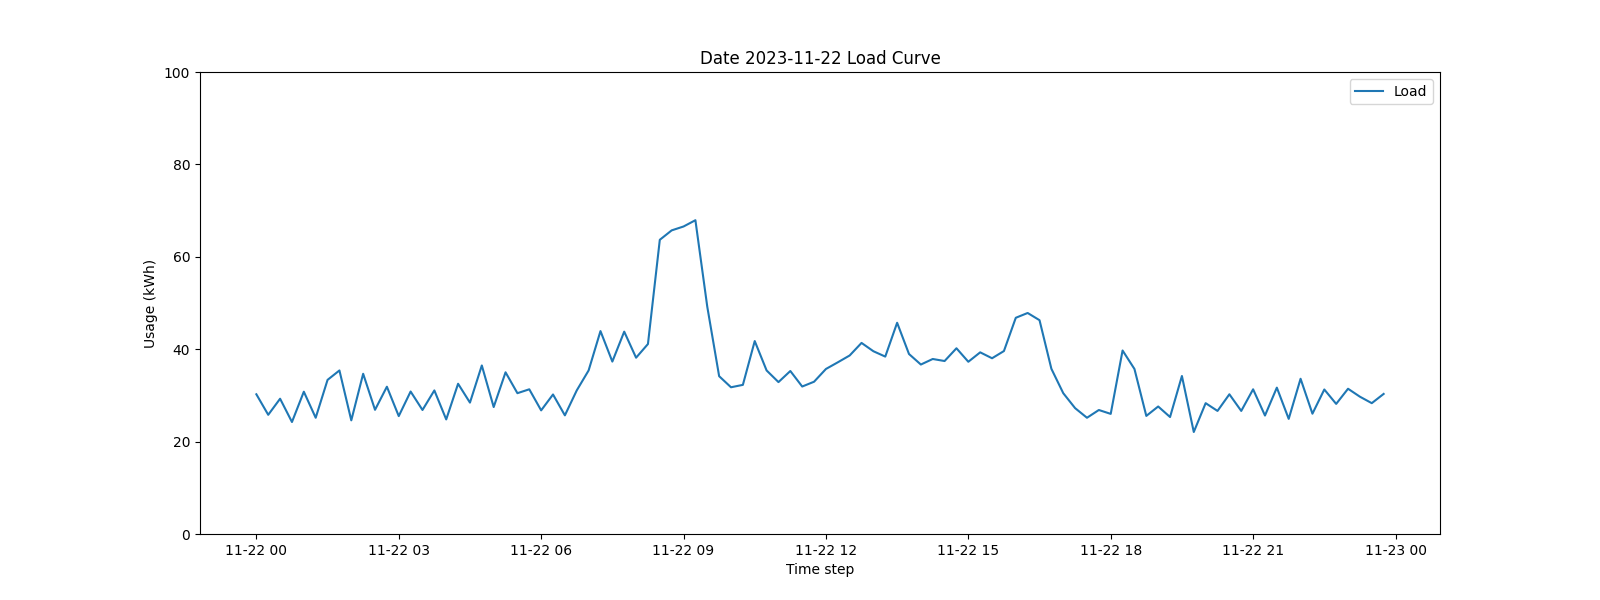 Date 2023-11-22 Load Curve
Load
100
80
60
40
20
0
Usage (kWh)
11-22 00 11-22 03 11-22 06 11-22 09 11-22 12 11-22 15 11-22 18 11-22 21 11-23 00
Time step